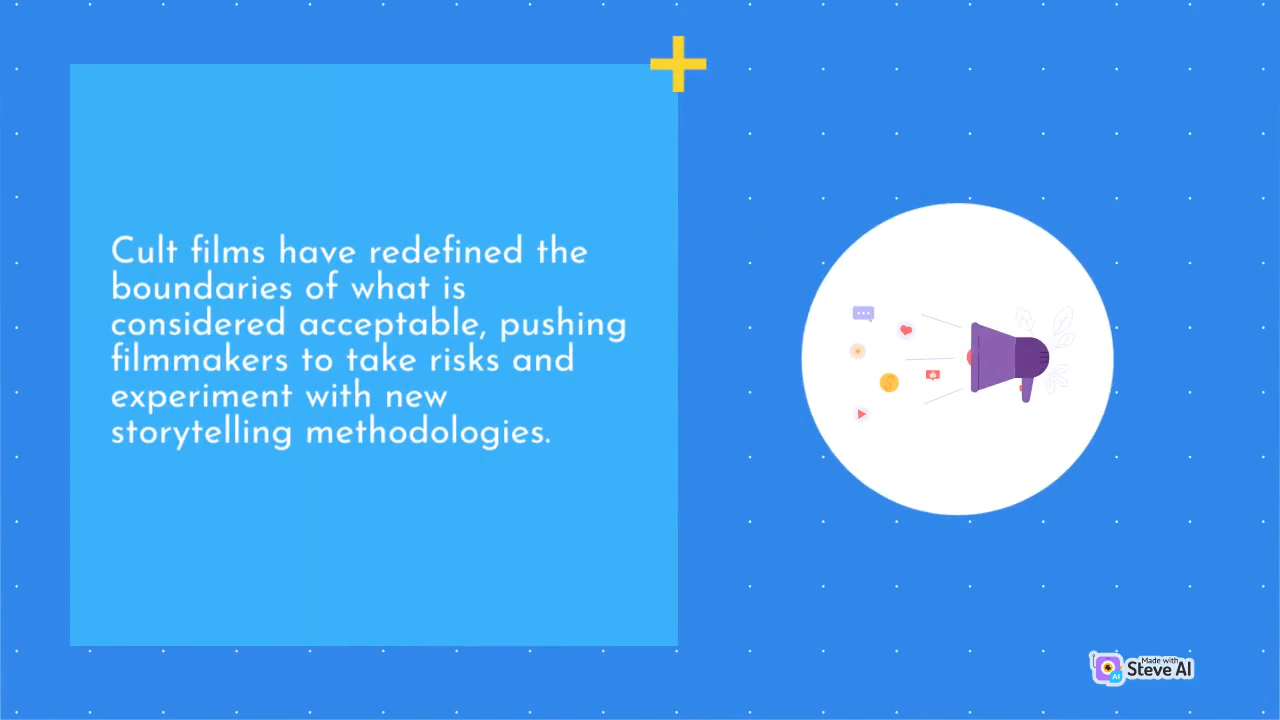 Cult films have redefined the
boundaries of what is
considered acceptable, pushing
filmmakers to take risks and
experiment with new
storytelling methodologies.
Made with
Steve AI
AI